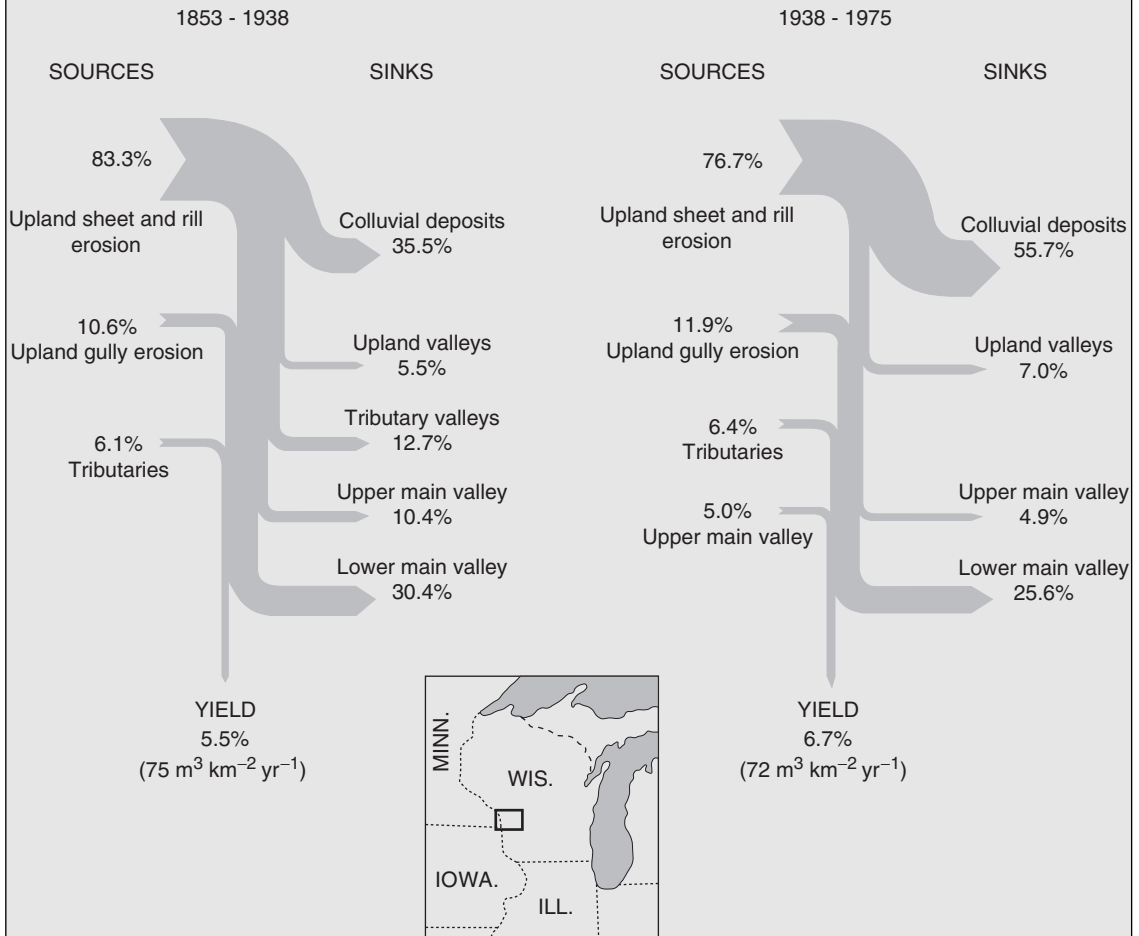 1853 - 1938
SOURCES
SINKS
83.3%
Upland sheet and rill
erosion
Colluvial deposits
35.5%
10.6%
Upland gully erosion
Upland valleys
5.5%
Tributary valleys
12.7%
6.1%
Tributaries
Upper main valley
10.4%
Lower main valley
30.4%
YIELD
5.5%
(75 m³ km⁻² yr⁻¹)
1938 - 1975
SOURCES
SINKS
76.7%
Upland sheet and rill
erosion
Colluvial deposits
55.7%
11.9%
Upland gully erosion
Upland valleys
7.0%
6.4%
Tributaries
5.0%
Upper main valley
Upper main valley
4.9%
Lower main valley
25.6%
YIELD
6.7%
(72 m³ km⁻² yr⁻¹)
MINN.
WIS.
IOWA.
ILL.